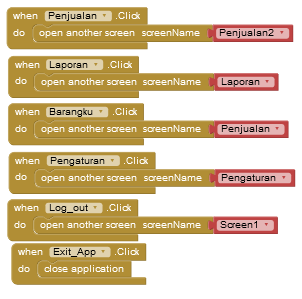 when Penjualan .Click
do open another screen screenName Penjualan2
when Laporan .Click
do open another screen screenName Laporan
when Barangku .Click
do open another screen screenName Penjualan
when Pengaturan .Click
do open another screen screenName Pengaturan
when Log_out .Click
do open another screen screenName Screen1
when Exit_App .Click
do close application